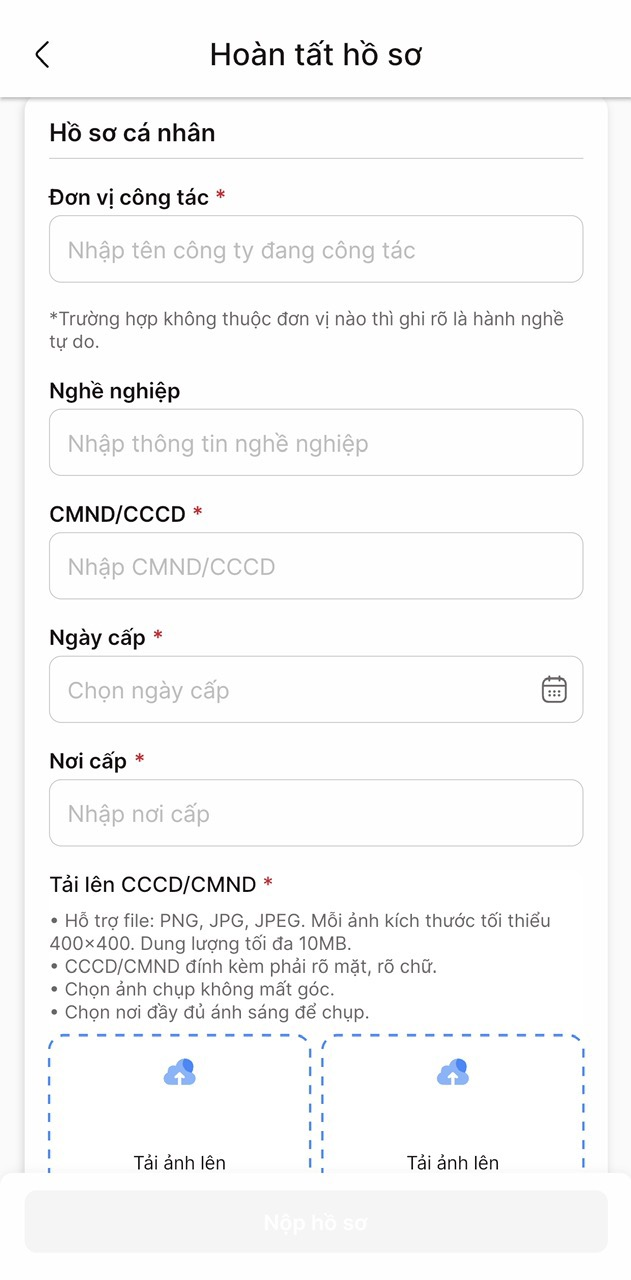 Hoàn tất hồ sơ
Hồ sơ cá nhân
Đơn vị công tác *
Nhập tên công ty đang công tác
*Trường hợp không thuộc đơn vị nào thì ghi rõ là hành nghề
tự do.
Nghề nghiệp
Nhập thông tin nghề nghiệp
CMND/CCCD *
Nhập CMND/CCCD
Ngày cấp *
Chọn ngày cấp
Nơi cấp *
Nhập nơi cấp
Tải lên CCCD/CMND *
• Hỗ trợ file: PNG, JPG, JPEG. Mỗi ảnh kích thước tối thiểu
400x400. Dung lượng tối đa 10MB.
• CCCD/CMND đính kèm phải rõ mặt, rõ chữ.
• Chọn ảnh chụp không mất góc.
• Chọn nơi đầy đủ ánh sáng để chụp.
Tải ảnh lên Tải ảnh lên
Nộp hồ sơ